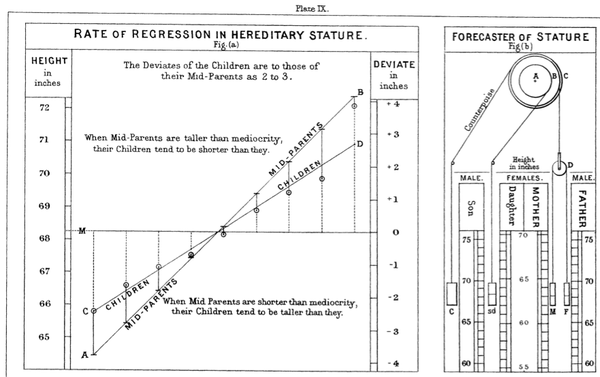 Plate IX.
RATE OF REGRESSION IN HEREDITARY STATURE.
Fig.(a)
HEIGHT
in
inches
The Deviates of the Children are to those of
their Mid-Parents as 2 to 3.
DEVIATE
in
inches
72
71
70
69
M
68
67
66
65
When Mid-Parents are taller than mediocrity,
their Children tend to be shorter than they.
MID-PARENTS
CHILDREN
B
D
C
A
CHILDREN
MID-PARENTS
When Mid Parents are shorter than mediocrity,
their Children tend to be taller than they.
+4
+3
+2
+1
0
-1
-2
-3
-4
FORECASTER OF STATURE
Fig(b)
A B C
Counterpoise
D
Height
in inches
MALE. FEMALES. MALE.
Son
Daughter
MOTHER
FATHER
75 70 75
70 65 70
65 60 65
60 55 60
C sd M F